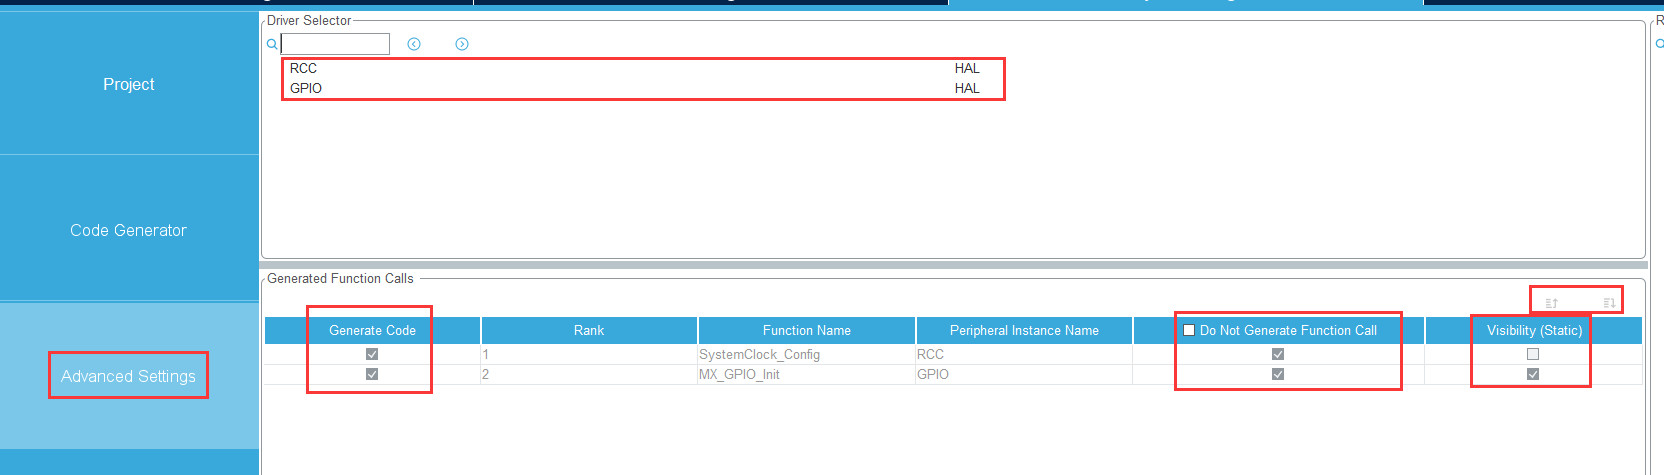 Driver Selector
R
RCC HAL
GPIO HAL
Project
Code Generator
Advanced Settings
Generated Function Calls
Generate Code Rank Function Name Peripheral Instance Name Do Not Generate Function Call Visibility (Static)
1 SystemClock_Config RCC
2 MX_GPIO_Init GPIO